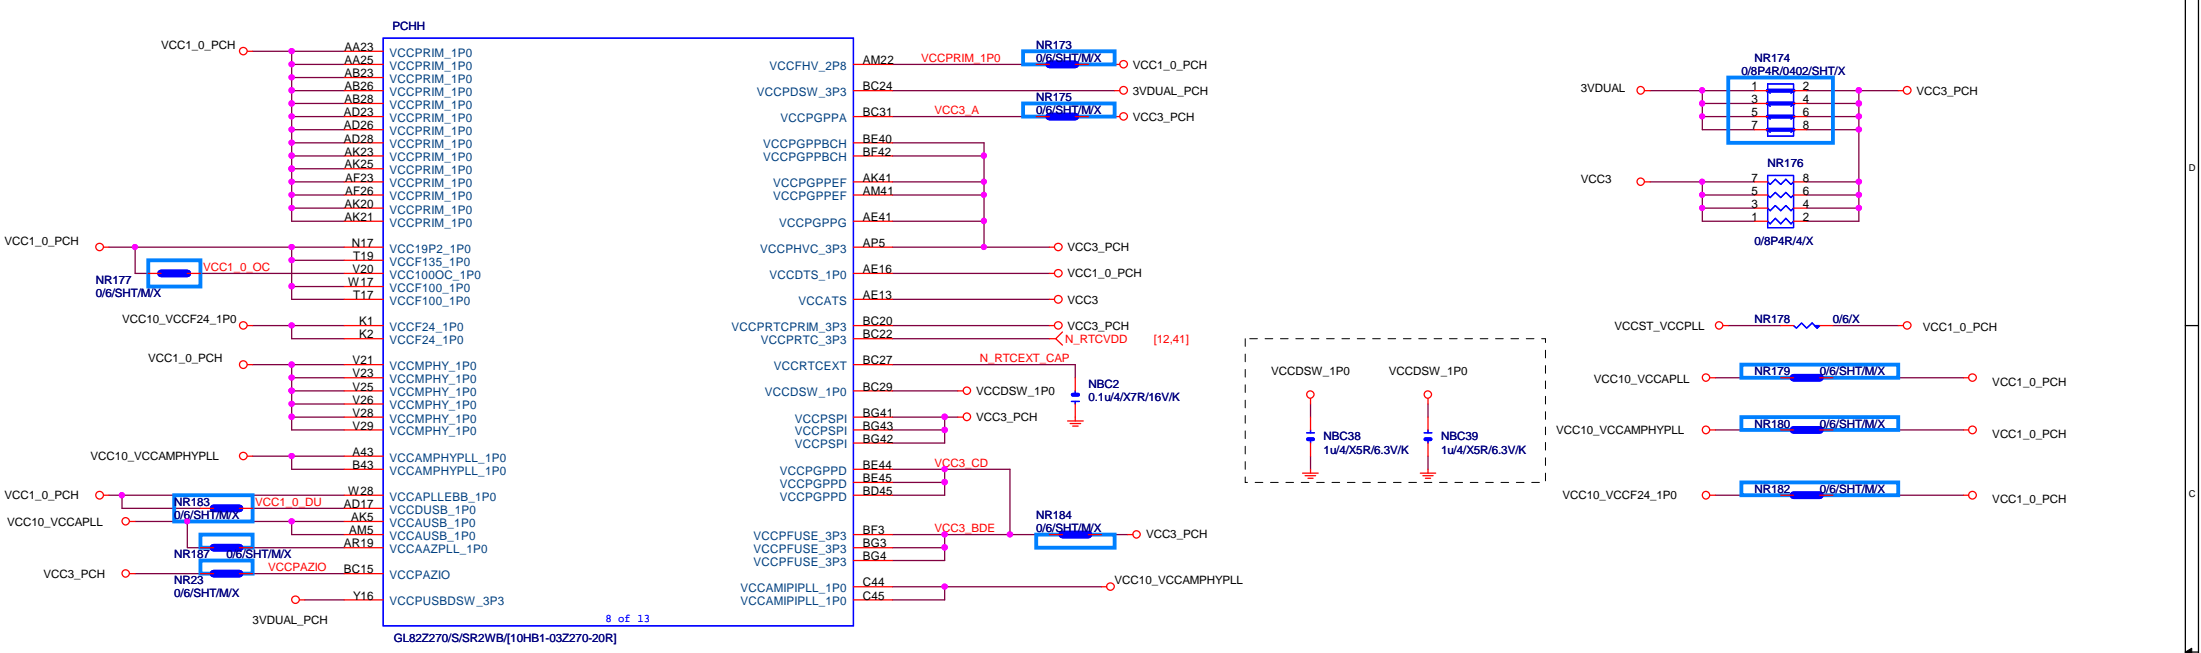 PCHH
VCC1_0_PCH
AA23 VCCPRIM_1P0
AA25 VCCPRIM_1P0
AB23 VCCPRIM_1P0
AB26 VCCPRIM_1P0
AB28 VCCPRIM_1P0
AD23 VCCPRIM_1P0
AD26 VCCPRIM_1P0
AD28 VCCPRIM_1P0
AK23 VCCPRIM_1P0
AK25 VCCPRIM_1P0
AF23 VCCPRIM_1P0
AF26 VCCPRIM_1P0
AK20 VCCPRIM_1P0
AK21 VCCPRIM_1P0
VCC1_0_PCH
N17 VCC19P2_1P0
T19 VCCF135_1P0
VCC1_0_OC V20 VCC100OC_1P0
W17 VCCF100_1P0
T17 VCCF100_1P0
NR177
0/6/SHT/M/X
VCC10_VCCF24_1P0
K1 VCCF24_1P0
K2 VCCF24_1P0
VCC1_0_PCH
V21 VCCMPHY_1P0
V23 VCCMPHY_1P0
V25 VCCMPHY_1P0
V26 VCCMPHY_1P0
V28 VCCMPHY_1P0
V29 VCCMPHY_1P0
VCC10_VCCAMPHYPLL
A43 VCCAMPHYPLL_1P0
B43 VCCAMPHYPLL_1P0
VCC1_0_PCH
W28 VCCAPLLEBB_1P0
NR183 VCC1_0_DU AD17 VCCDUSB_1P0
0/6/SHT/M/X
VCC10_VCCAPLL
AK5 VCCAUSB_1P0
AM5 VCCAUSB_1P0
AR19 VCCAAZPLL_1P0
NR187 0/6/SHT/M/X
VCC3_PCH
VCCPAZIO BC15 VCCPAZIO
NR23
0/6/SHT/M/X
Y16 VCCPUSBDSW_3P3
3VDUAL_PCH
8 of 13
GL82Z270/S/SR2WB/[10HB1-03Z270-20R]
NR173
0/6/SHT/M/X
VCCFHV_2P8 AM22 VCCPRIM_1P0 VCC1_0_PCH
VCCPDSW_3P3 BC24 3VDUAL_PCH
NR175
0/6/SHT/M/X
VCCPGPPA BC31 VCC3_A VCC3_PCH
VCCPGPPBCH BE40
VCCPGPPBCH BF42
VCCPGPPEF AK41
VCCPGPPEF AM41
VCCPGPPG AE41
VCCPHVC_3P3 AP5 VCC3_PCH
VCCDTS_1P0 AE16 VCC1_0_PCH
VCCATS AE13 VCC3
VCCPRTCPRIM_3P3 BC20 VCC3_PCH
VCCPRTC_3P3 BC22 N_RTCVDD [12,41]
VCCRTCEXT BC27 N_RTCEXT_CAP
NBC2
0.1u/4/X7R/16V/K
VCCDSW_1P0 BC29 VCCDSW_1P0
VCCPSPI BG41 VCC3_PCH
VCCPSPI BG43
VCCPSPI BG42
VCCPGPPD BE44 VCC3_CD
VCCPGPPD BE45
VCCPGPPD BD45
NR184
0/6/SHT/M/X
VCCPFUSE_3P3 BF3 VCC3_BDE VCC3_PCH
VCCPFUSE_3P3 BG3
VCCPFUSE_3P3 BG4
VCCAMIPIPLL_1P0 C44 VCC10_VCCAMPHYPLL
VCCAMIPIPLL_1P0 C45
VCCDSW_1P0 VCCDSW_1P0
NBC38 NBC39
1u/4/X5R/6.3V/K 1u/4/X5R/6.3V/K
NR174
0/8P4R/0402/SHT/X
3VDUAL 1 2 VCC3_PCH
3 4
5 6
7 8
NR176
VCC3 7 8
5 6
3 4
1 2
0/8P4R/4/X
VCCST_VCCPLL NR178 0/6/X VCC1_0_PCH
VCC10_VCCAPLL NR179 0/6/SHT/M/X VCC1_0_PCH
VCC10_VCCAMPHYPLL NR180 0/6/SHT/M/X VCC1_0_PCH
VCC10_VCCF24_1P0 NR182 0/6/SHT/M/X VCC1_0_PCH
D
C